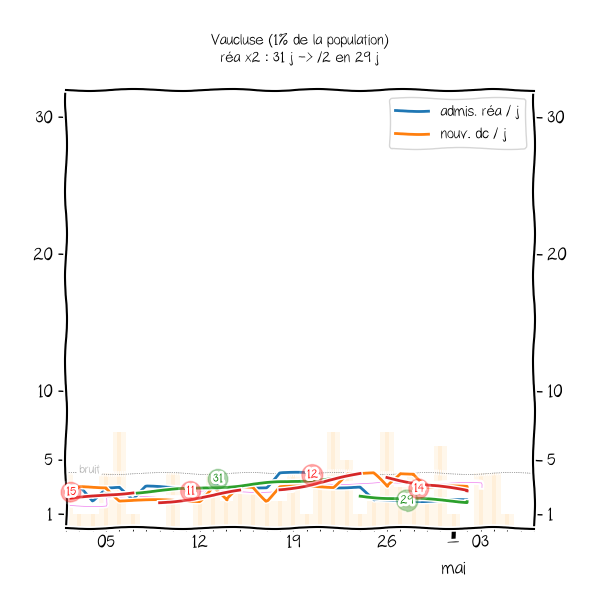 Vaucluse (1% de la population)
réa x2 : 31 j -> /2 en 29 j
admis. réa / j
nouv. dc / j
30 30
20 20
10 10
5 5
bruit
15 11 31 12 14 29
1 1
05 12 19 26 03
mai